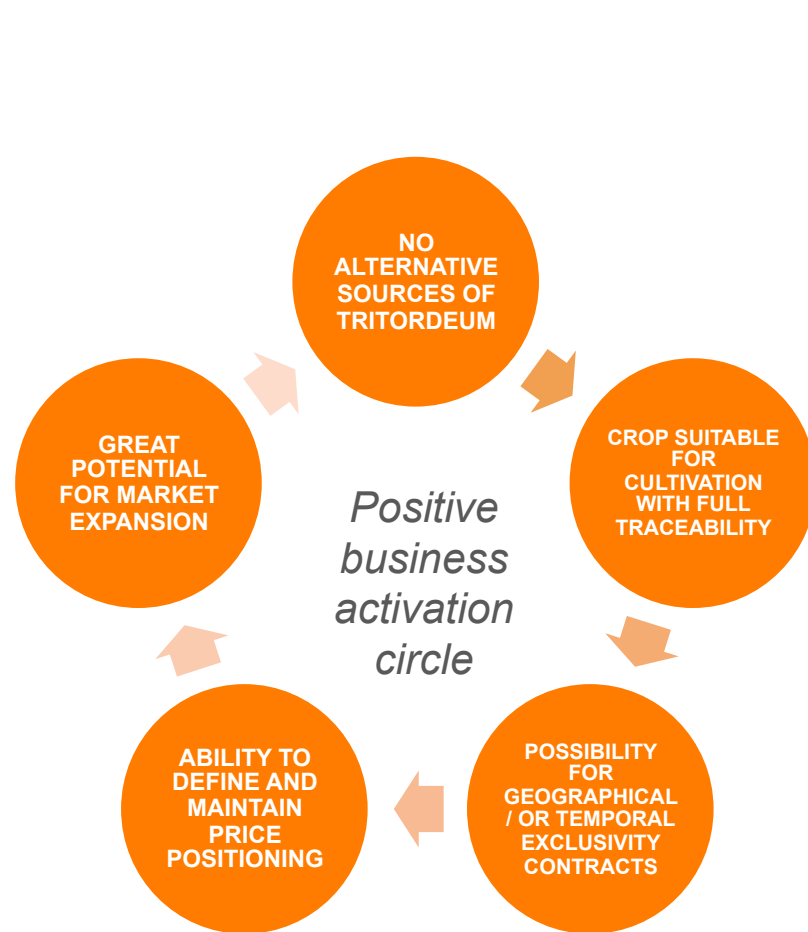 NO
ALTERNATIVE
SOURCES OF
TRITORDEUM
CROP SUITABLE
FOR
CULTIVATION
WITH FULL
TRACEABILITY
POSSIBILITY
FOR
GEOGRAPHICAL
/ OR TEMPORAL
EXCLUSIVITY
CONTRACTS
ABILITY TO
DEFINE AND
MAINTAIN
PRICE
POSITIONING
GREAT
POTENTIAL
FOR MARKET
EXPANSION
Positive
business
activation
circle